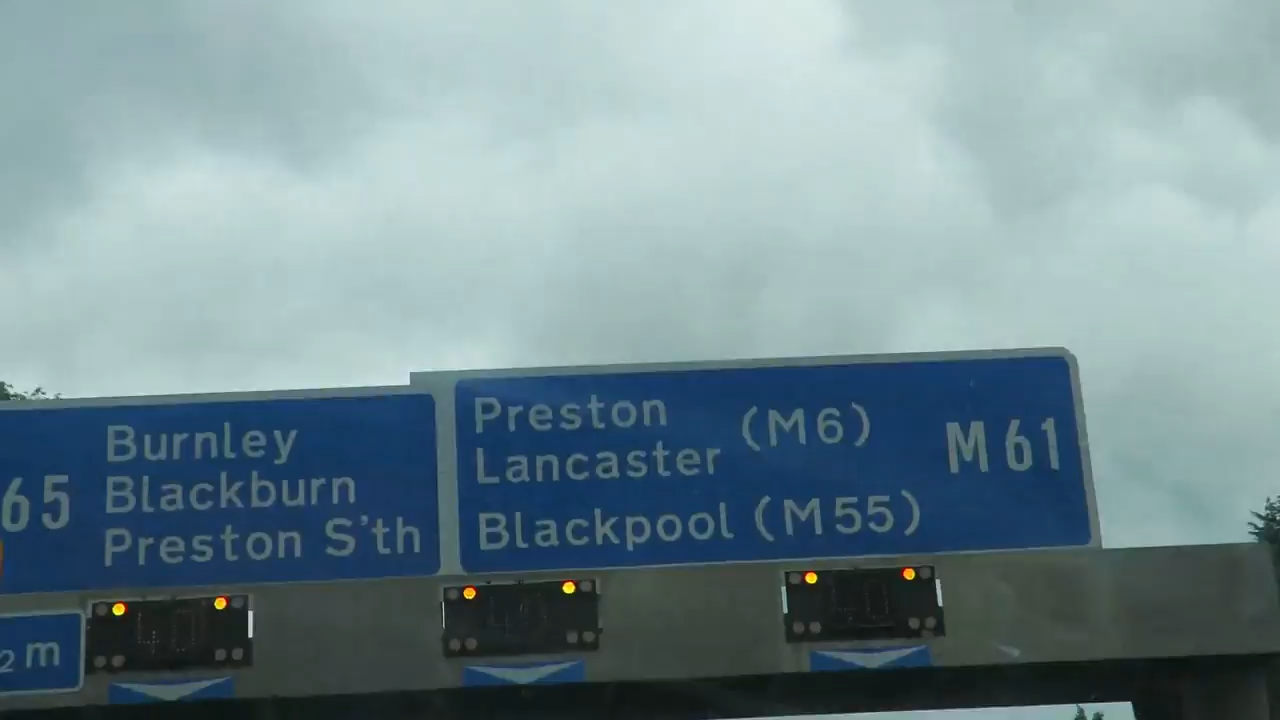 65
Burnley
Blackburn
Preston S'th
Preston
Lancaster
(M6)
Blackpool (M55)
M61
2 m